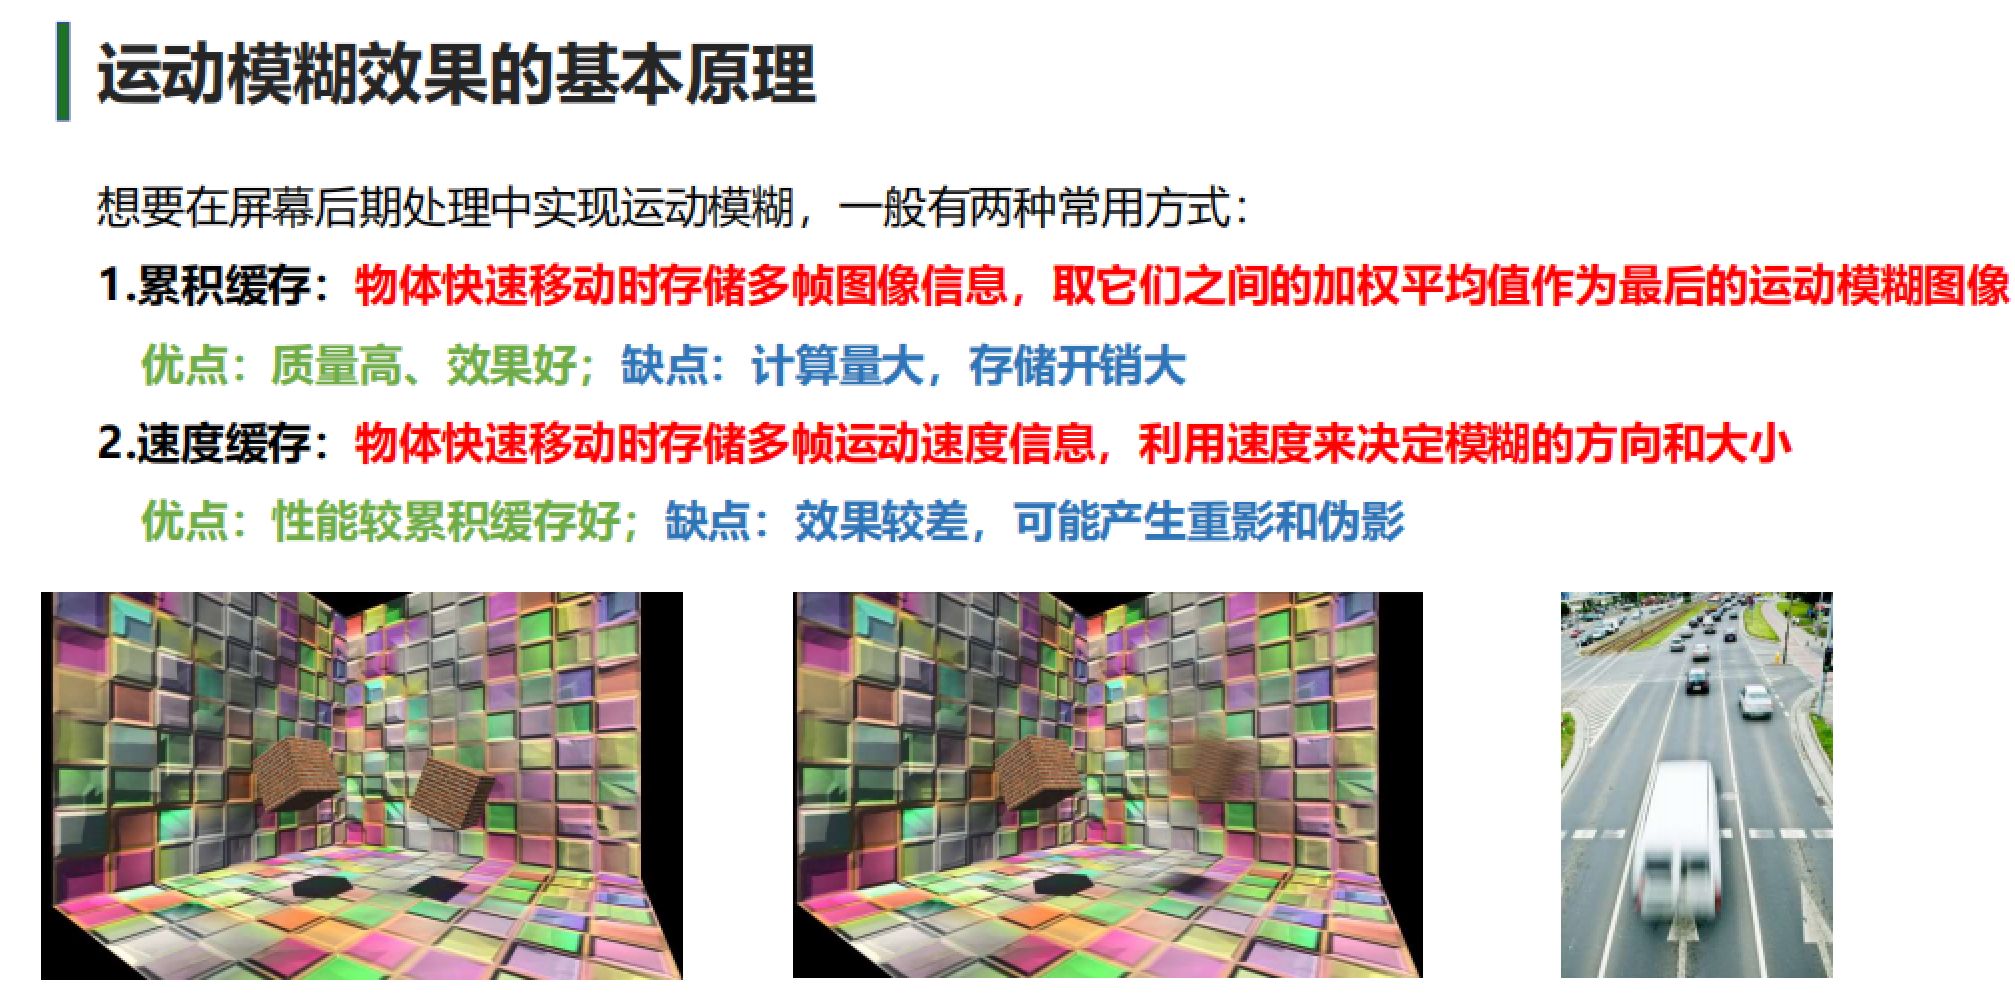 运动模糊效果的基本原理
想要在屏幕后期处理中实现运动模糊，一般有两种常用方式：
1.累积缓存：物体快速移动时存储多帧图像信息，取它们之间的加权平均值作为最后的运动模糊图像
优点：质量高、效果好；缺点：计算量大，存储开销大
2.速度缓存：物体快速移动时存储多帧运动速度信息，利用速度来决定模糊的方向和大小
优点：性能较累积缓存好；缺点：效果较差，可能产生重影和伪影